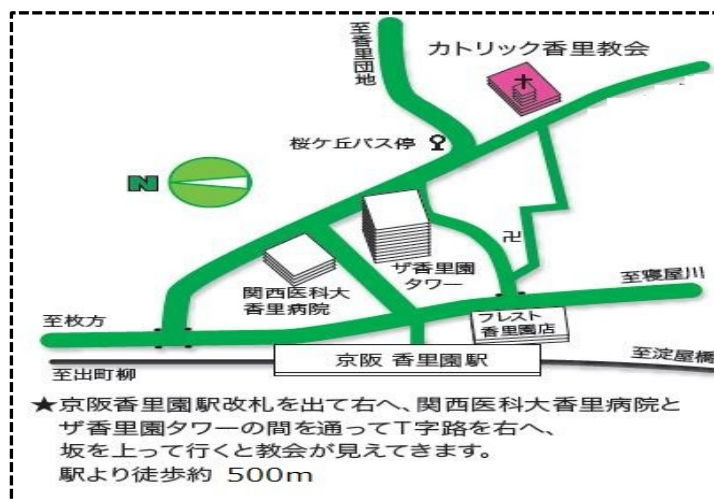 至香里団地
カトリック香里教会
桜ケ丘バス停
N
卍
ザ香里園
タワー
関西医科大
香里病院
至寝屋川
フレスト
香里園店
至枚方
京阪 香里園駅
至淀屋橋
至出町柳
★京阪香里園駅改札を出て右へ、関西医科大香里病院と
ザ香里園タワーの間を通ってT字路を右へ、
坂を上って行くと教会が見えてきます。
駅より徒歩約 500m